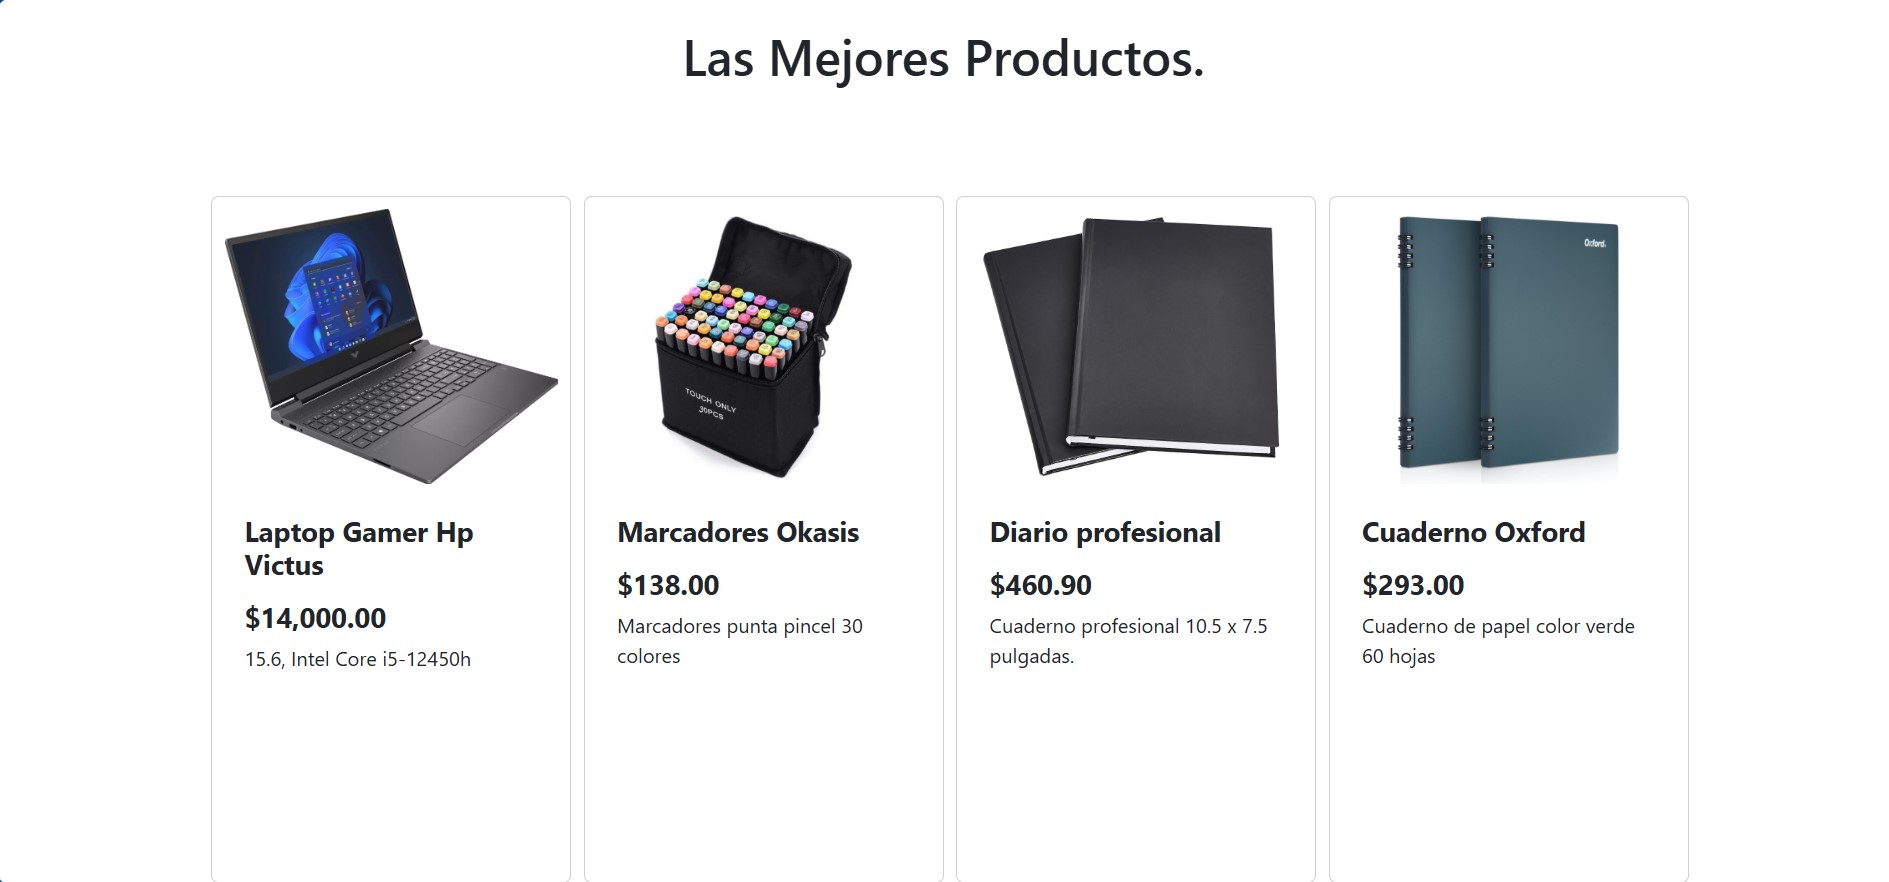 Las Mejores Productos.
TOUCH ONLY
30PCS
Oxford
Laptop Gamer Hp
Victus
$14,000.00
15.6, Intel Core i5-12450h
Marcadores Okasis
$138.00
Marcadores punta pincel 30
colores
Diario profesional
$460.90
Cuaderno profesional 10.5 x 7.5
pulgadas.
Cuaderno Oxford
$293.00
Cuaderno de papel color verde
60 hojas